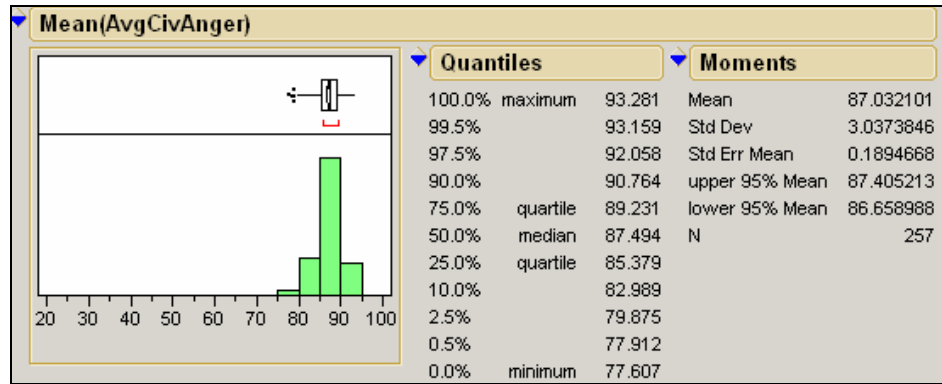 Mean(AvgCivAnger)
20 30 40 50 60 70 80 90 100
Quantiles
100.0% maximum 93.281
99.5% 93.159
97.5% 92.058
90.0% 90.764
75.0% quartile 89.231
50.0% median 87.494
25.0% quartile 85.379
10.0% 82.989
2.5% 79.875
0.5% 77.912
0.0% minimum 77.607
Moments
Mean 87.032101
Std Dev 3.0373846
Std Err Mean 0.1894668
upper 95% Mean 87.405213
lower 95% Mean 86.658988
N 257